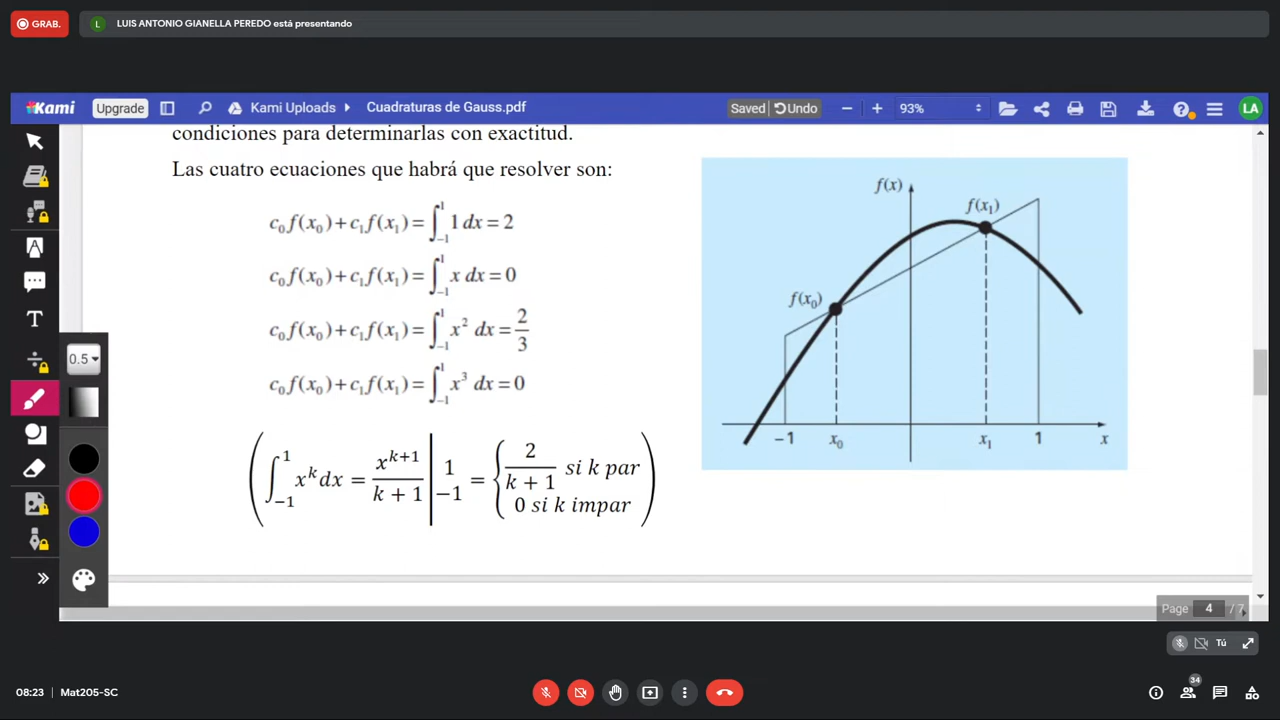 GRAB.
L
LUIS ANTONIO GIANELLA PEREDO está presentando
Kami
Upgrade
Kami Uploads
Cuadraturas de Gauss.pdf
Saved
Undo
93%
LA
condiciones para determinarlas con exactitud.
Las cuatro ecuaciones que habrá que resolver son:
c₀f(x₀)+c₁f(x₁)=∫₋₁¹ 1 dx=2
c₀f(x₀)+c₁f(x₁)=∫₋₁¹ x dx=0
c₀f(x₀)+c₁f(x₁)=∫₋₁¹ x² dx=2/3
c₀f(x₀)+c₁f(x₁)=∫₋₁¹ x³ dx=0
(∫₋₁¹ xᵏdx = xᵏ⁺¹/(k+1) | 1 −1 = { 2/(k+1) si k par
0 si k impar )
f(x)
f(x₁)
f(x₀)
−1
x₀
x₁
1
x
T
0.5
Page 4 / 7
Tú
08:23
Mat205-SC
34